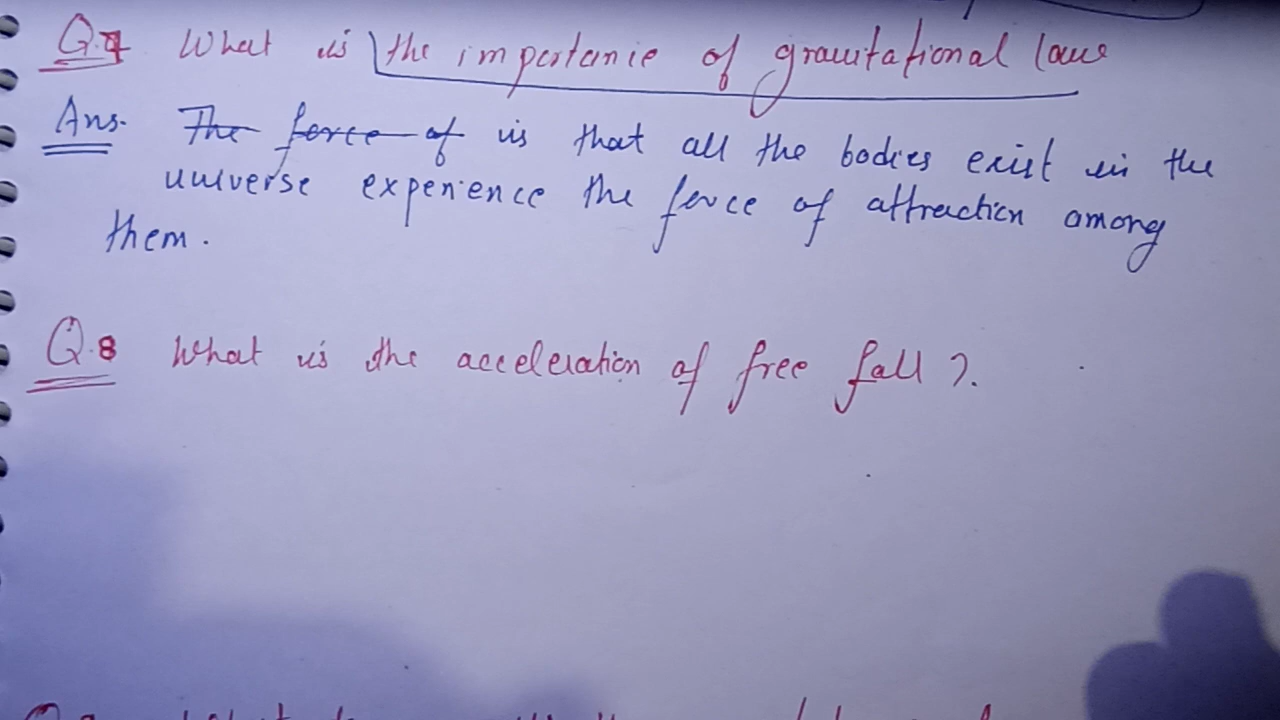 Q.7 What is the importance of gravitational law
Ans. The force of is that all the bodies exist in the
universe experience the force of attraction among
them.
Q.8 What is the acceleration of free fall ?.